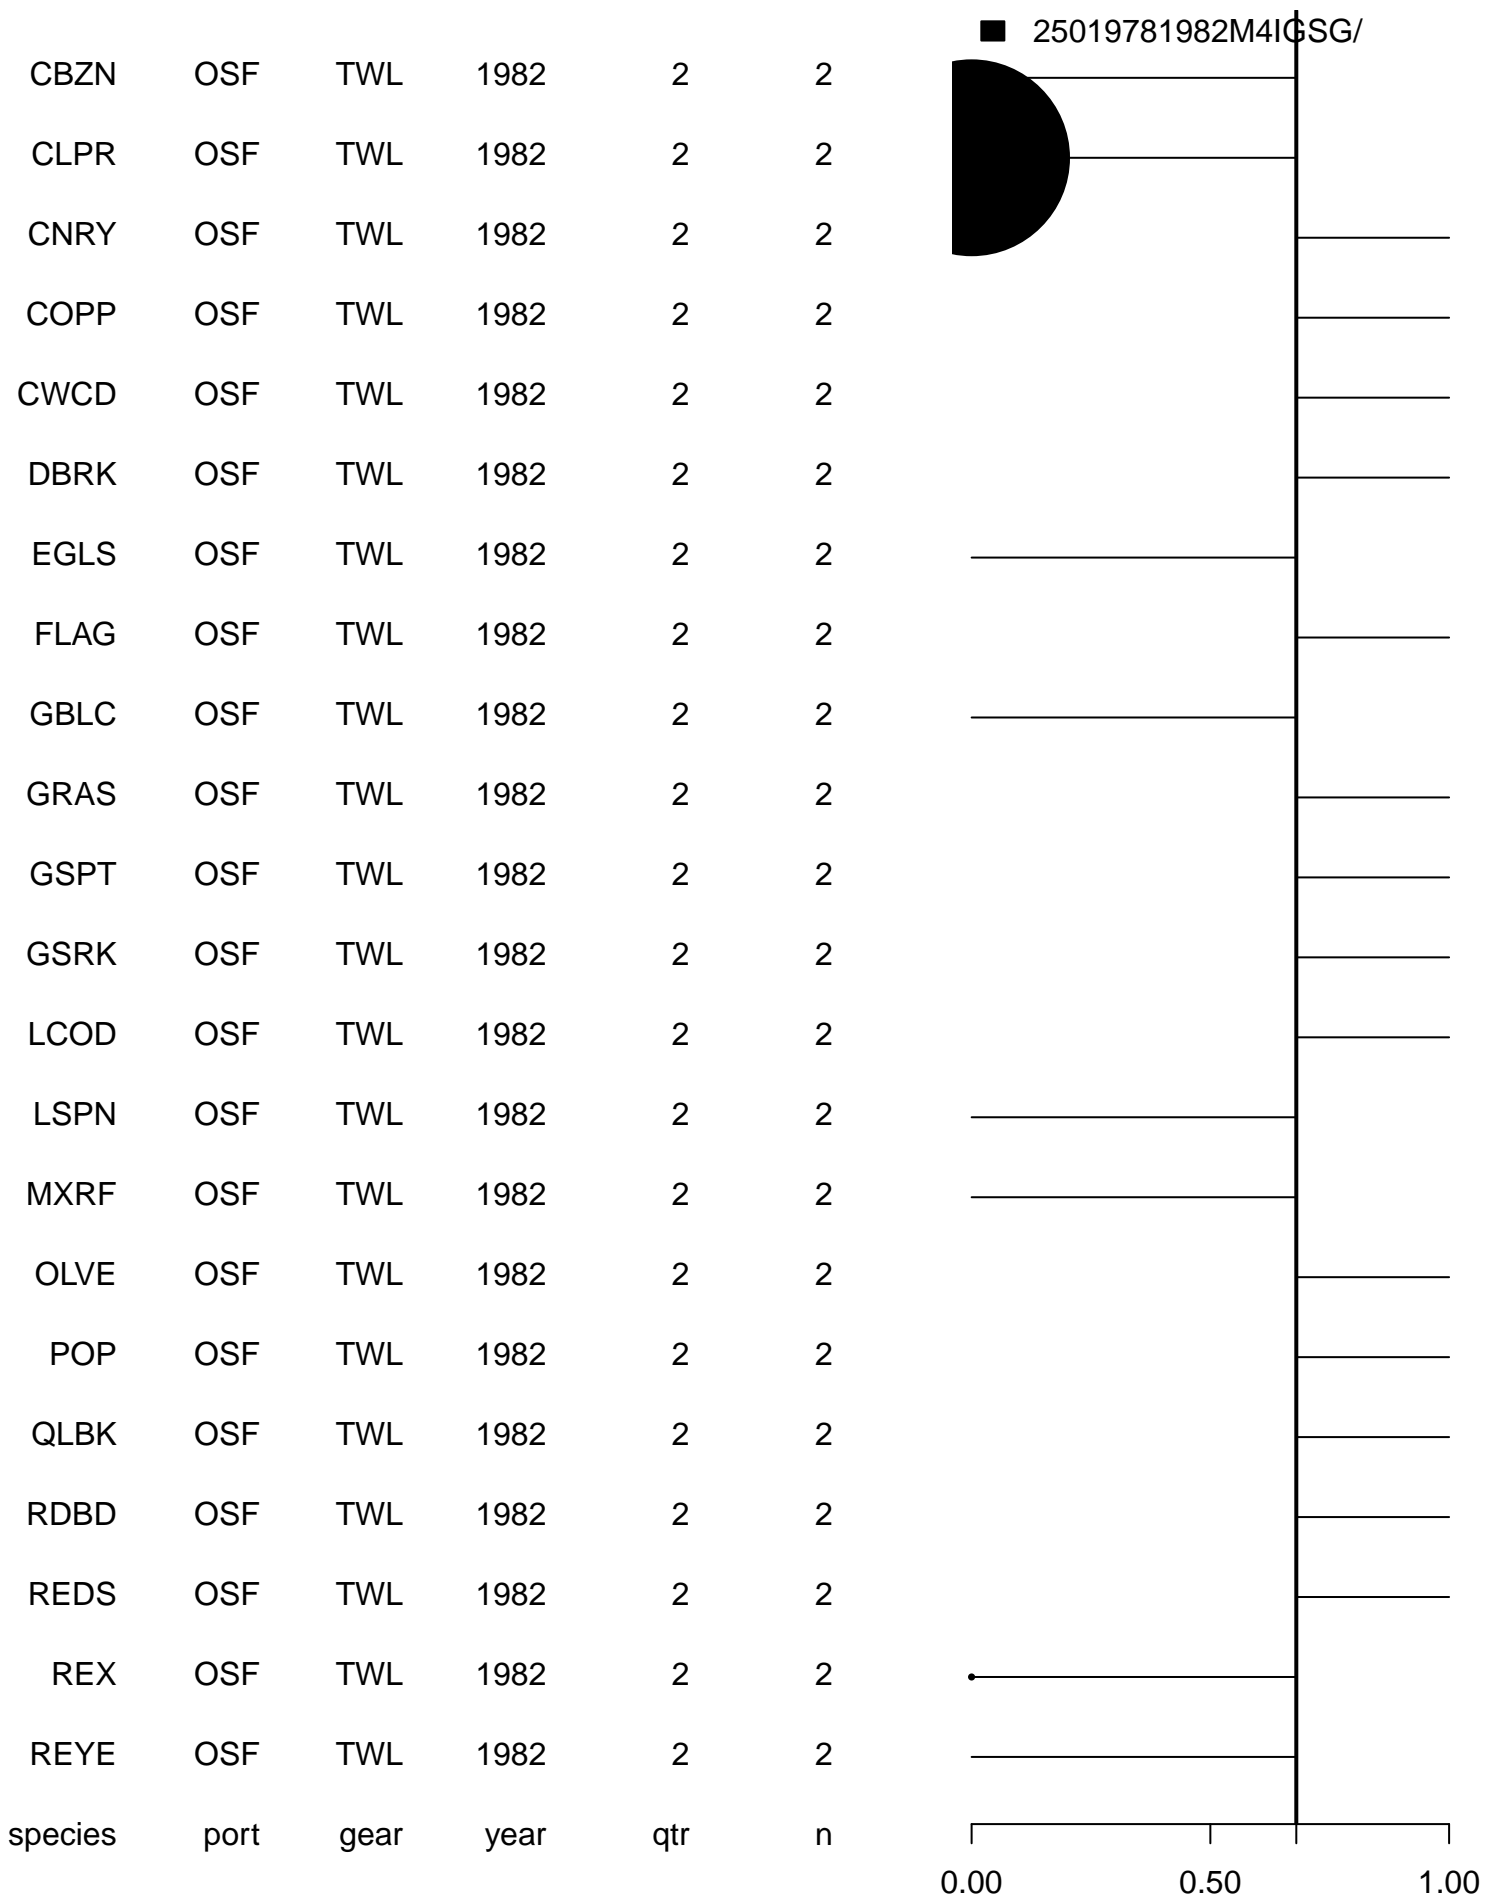 25019781982M4IGSG/
CBZN OSF TWL 1982 2 2
CLPR OSF TWL 1982 2 2
CNRY OSF TWL 1982 2 2
COPP OSF TWL 1982 2 2
CWCD OSF TWL 1982 2 2
DBRK OSF TWL 1982 2 2
EGLS OSF TWL 1982 2 2
FLAG OSF TWL 1982 2 2
GBLC OSF TWL 1982 2 2
GRAS OSF TWL 1982 2 2
GSPT OSF TWL 1982 2 2
GSRK OSF TWL 1982 2 2
LCOD OSF TWL 1982 2 2
LSPN OSF TWL 1982 2 2
MXRF OSF TWL 1982 2 2
OLVE OSF TWL 1982 2 2
POP OSF TWL 1982 2 2
QLBK OSF TWL 1982 2 2
RDBD OSF TWL 1982 2 2
REDS OSF TWL 1982 2 2
REX OSF TWL 1982 2 2
REYE OSF TWL 1982 2 2
species port gear year qtr n
0.00 0.50 1.00